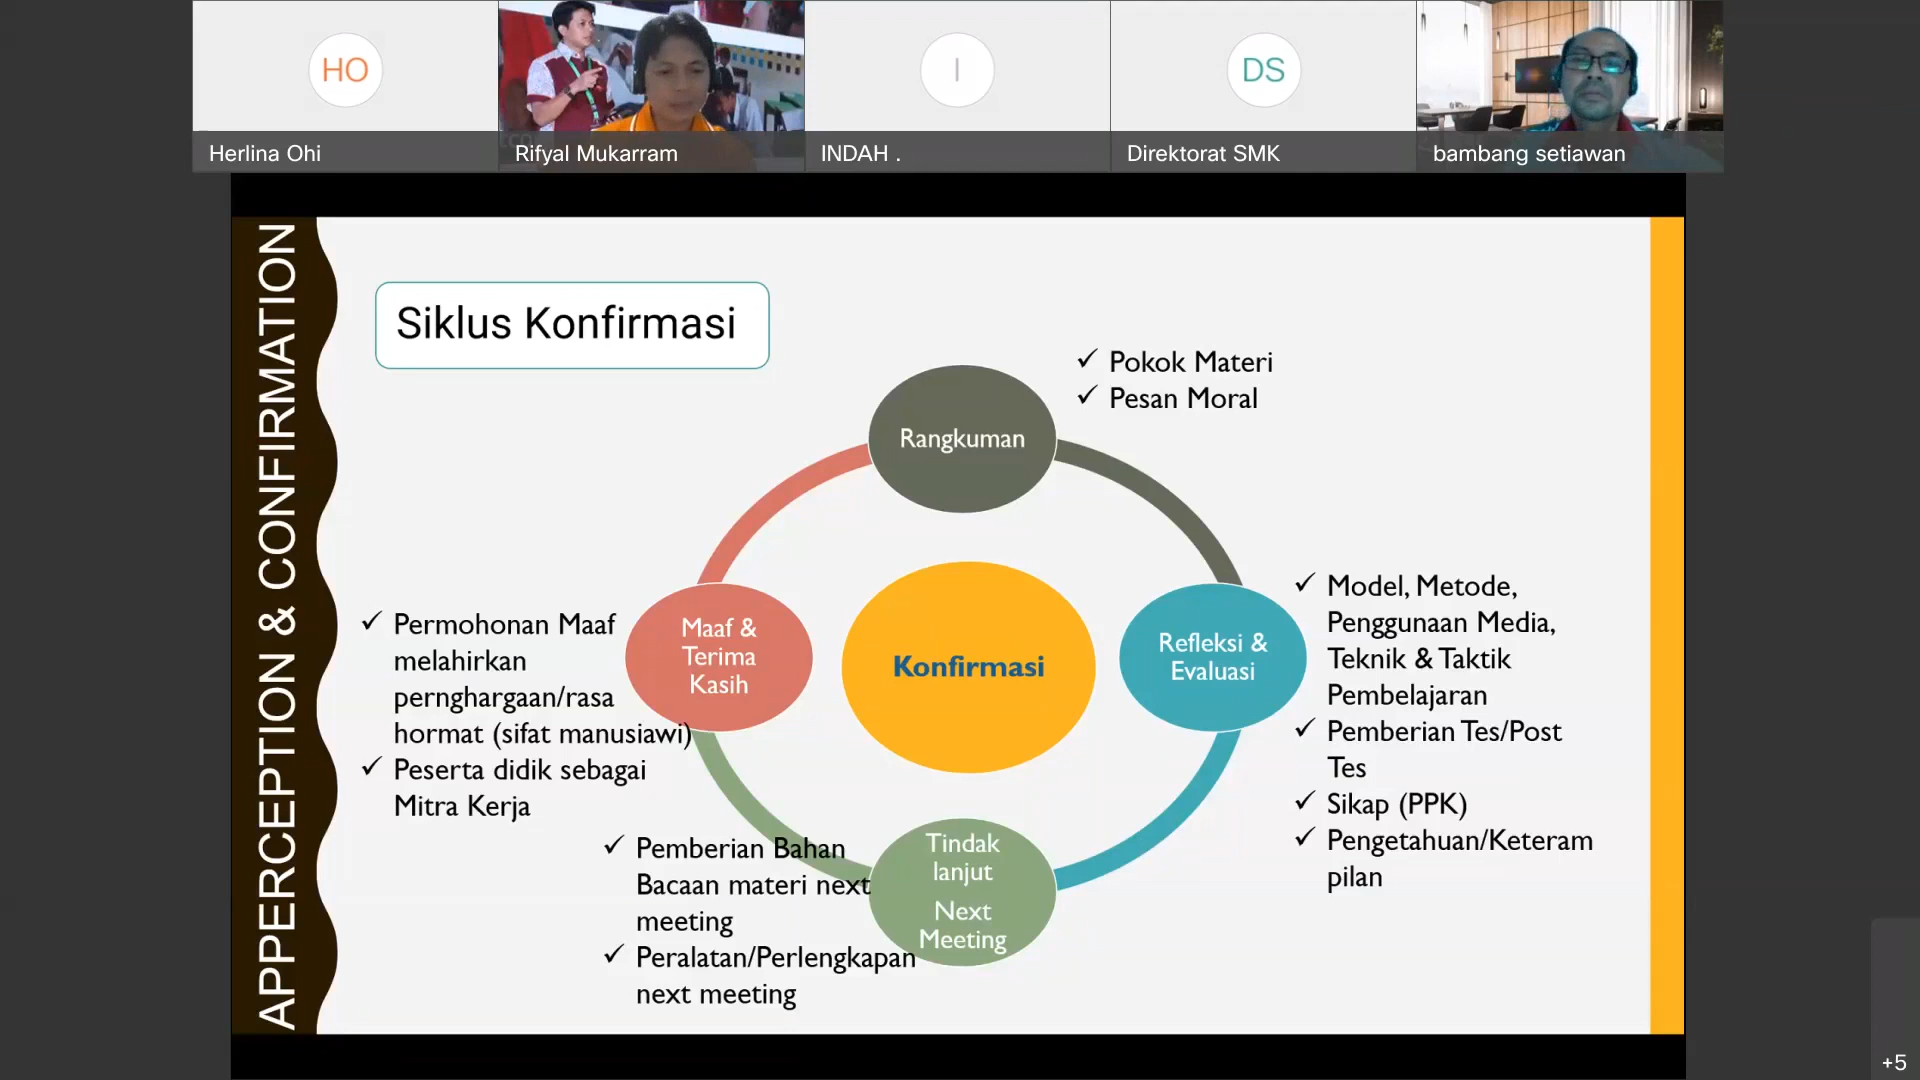 HO
I
DS
Herlina Ohi
Rifyal Mukarram
INDAH .
Direktorat SMK
bambang setiawan
APPERCEPTION & CONFIRMATION
Siklus Konfirmasi
✓ Pokok Materi
✓ Pesan Moral
Rangkuman
✓ Model, Metode,
Penggunaan Media,
Teknik & Taktik
Pembelajaran
✓ Pemberian Tes/Post
Tes
✓ Sikap (PPK)
✓ Pengetahuan/Keteram
pilan
Refleksi &
Evaluasi
Konfirmasi
Maaf &
Terima
Kasih
✓ Permohonan Maaf
melahirkan
pernghargaan/rasa
hormat (sifat manusiawi)
✓ Peserta didik sebagai
Mitra Kerja
Tindak
lanjut
Next
Meeting
✓ Pemberian Bahan
Bacaan materi next
meeting
✓ Peralatan/Perlengkapan
next meeting
+5